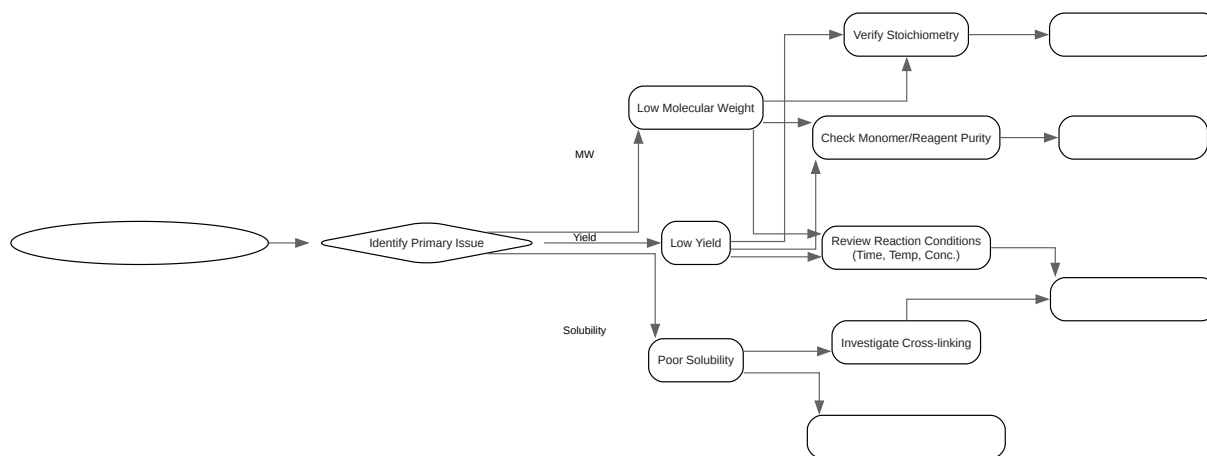 Verify Stoichiometry
Low Molecular Weight
Check Monomer/Reagent Purity
MW
Identify Primary Issue
Yield
Low Yield
Review Reaction Conditions
(Time, Temp, Conc.)
Solubility
Investigate Cross-linking
Poor Solubility